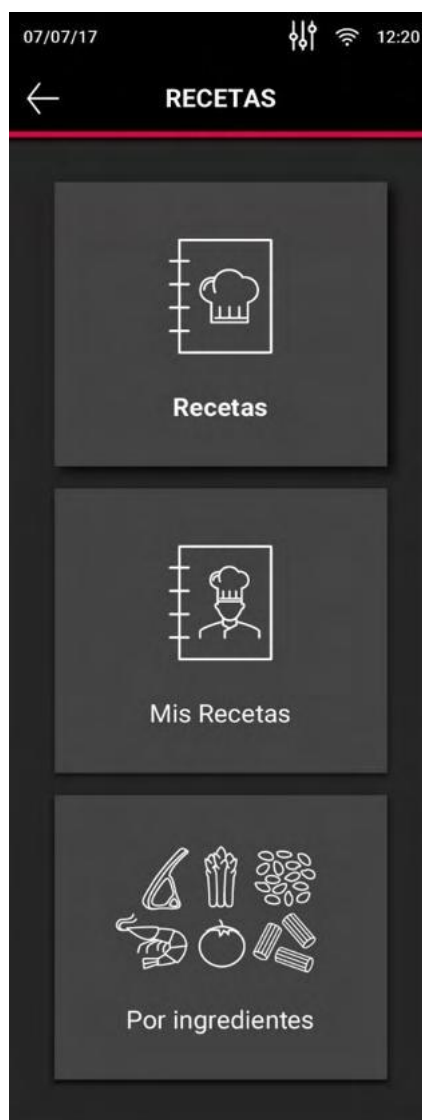 07/07/17 12:20
RECETAS
Recetas
Mis Recetas
Por ingredientes